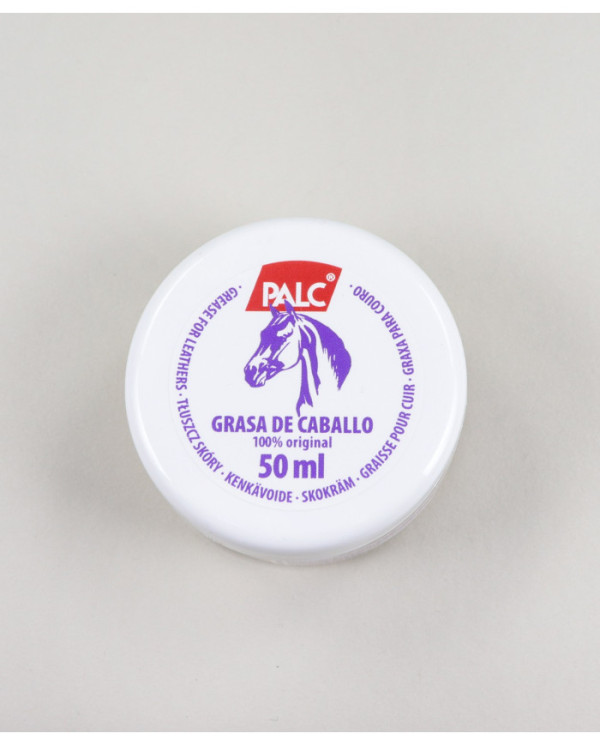 PALC®
GRASA DE CABALLO
100% original
50 ml
· GREASE FOR LEATHERS · TŁUSZCZ SKÓRY · KENKÄVOIDE · SKOKRÄM · GRAISSE POUR CUIR · GRAXA PARA COURO ·